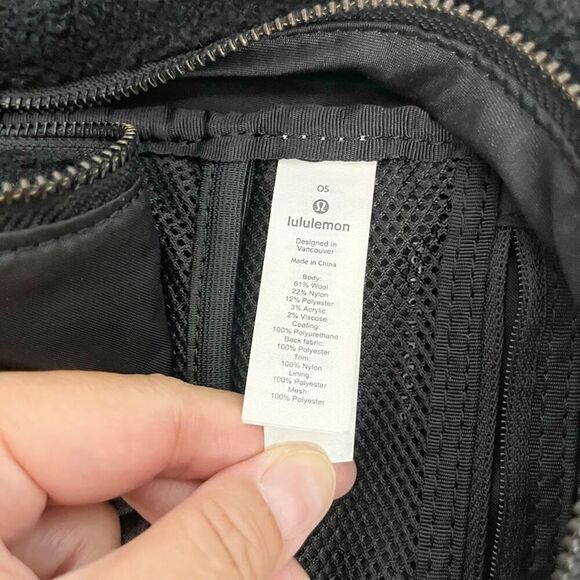 OS
lululemon
Designed in
Vancouver
Made in China
Body:
61% Wool
22% Nylon
12% Polyester
3% Acrylic
2% Viscose
Coating:
100% Polyurethane
Back fabric:
100% Polyester
Trim:
100% Nylon
Lining:
100% Polyester
Mesh:
100% Polyester